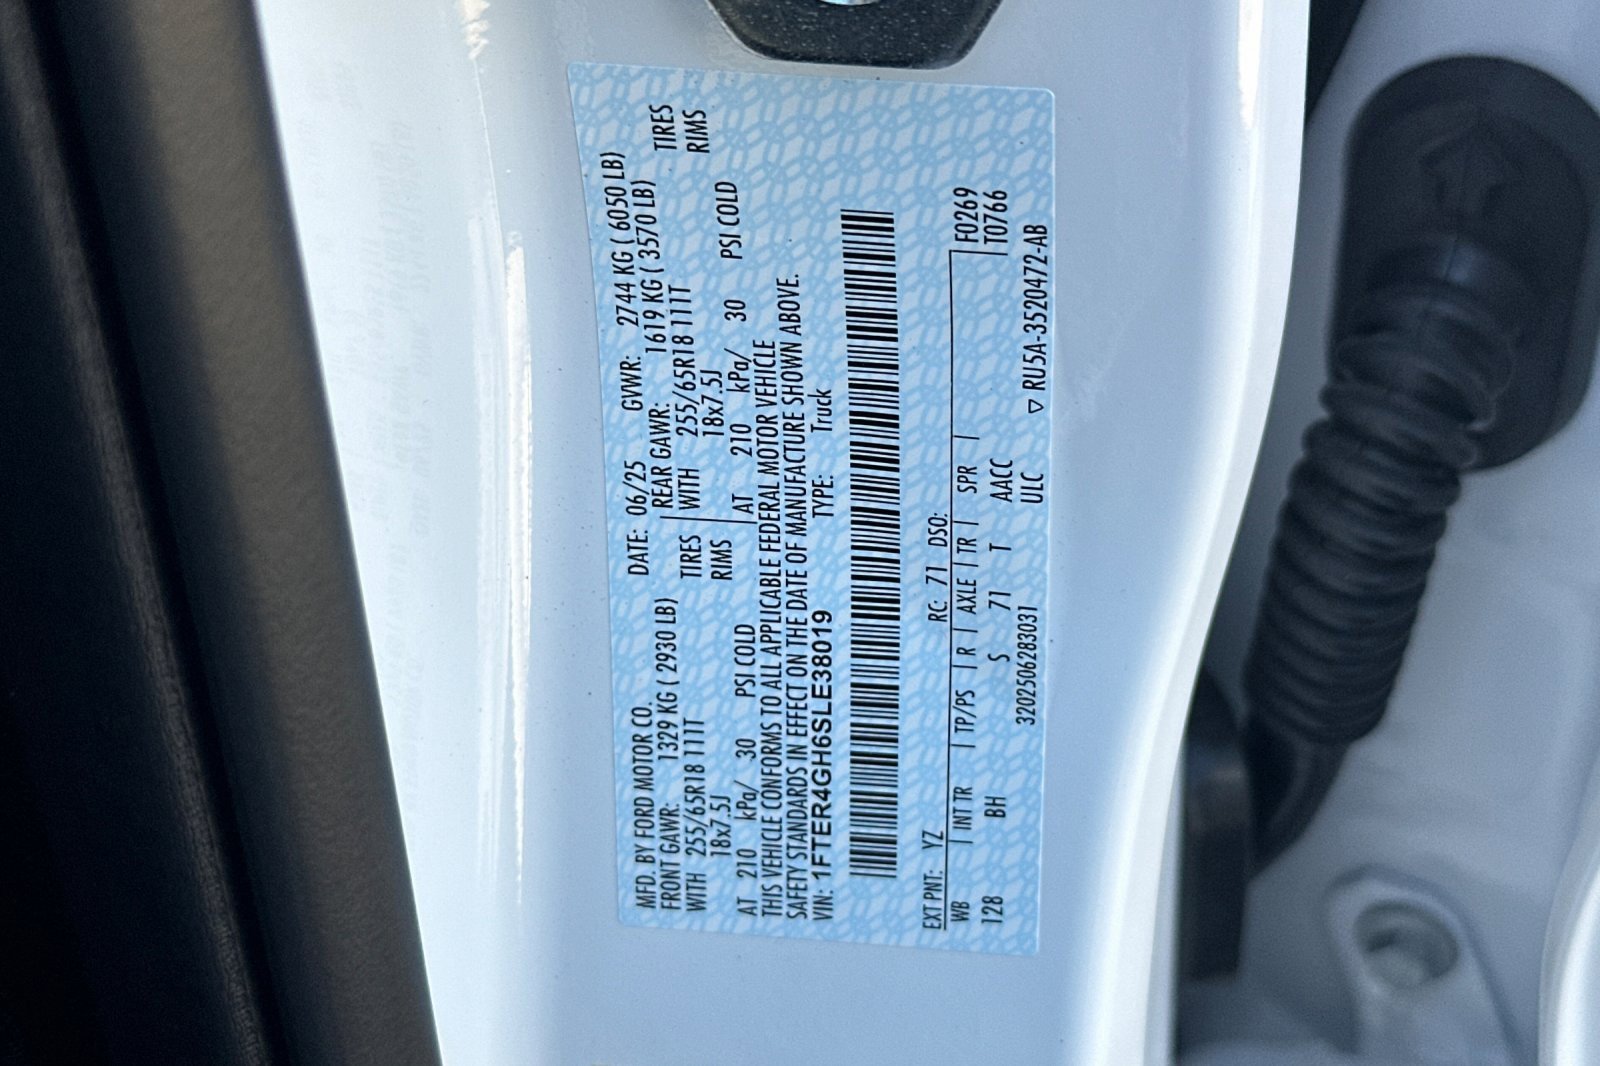 MFD. BY FORD MOTOR CO. DATE: 06/25 GVWR: 2744 KG ( 6050 LB)
FRONT GAWR: 1329 KG ( 2930 LB) REAR GAWR: 1619 KG ( 3570 LB)
WITH 255/65R18 111T TIRES WITH 255/65R18 111T TIRES
18x7.5J RIMS 18x7.5J RIMS
AT 210 kPa/ 30 PSI COLD AT 210 kPa/ 30 PSI COLD
THIS VEHICLE CONFORMS TO ALL APPLICABLE FEDERAL MOTOR VEHICLE
SAFETY STANDARDS IN EFFECT ON THE DATE OF MANUFACTURE SHOWN ABOVE.
VIN: 1FTER4GH6SLE38019 TYPE: Truck
EXT PNT: YZ RC: 71 DSO: F0269
WB | INT TR | TP/PS | R | AXLE | TR | SPR | T0766
128 BH S 71 T AACC
3202506283031 ULC ▽ RU5A-3520472-AB